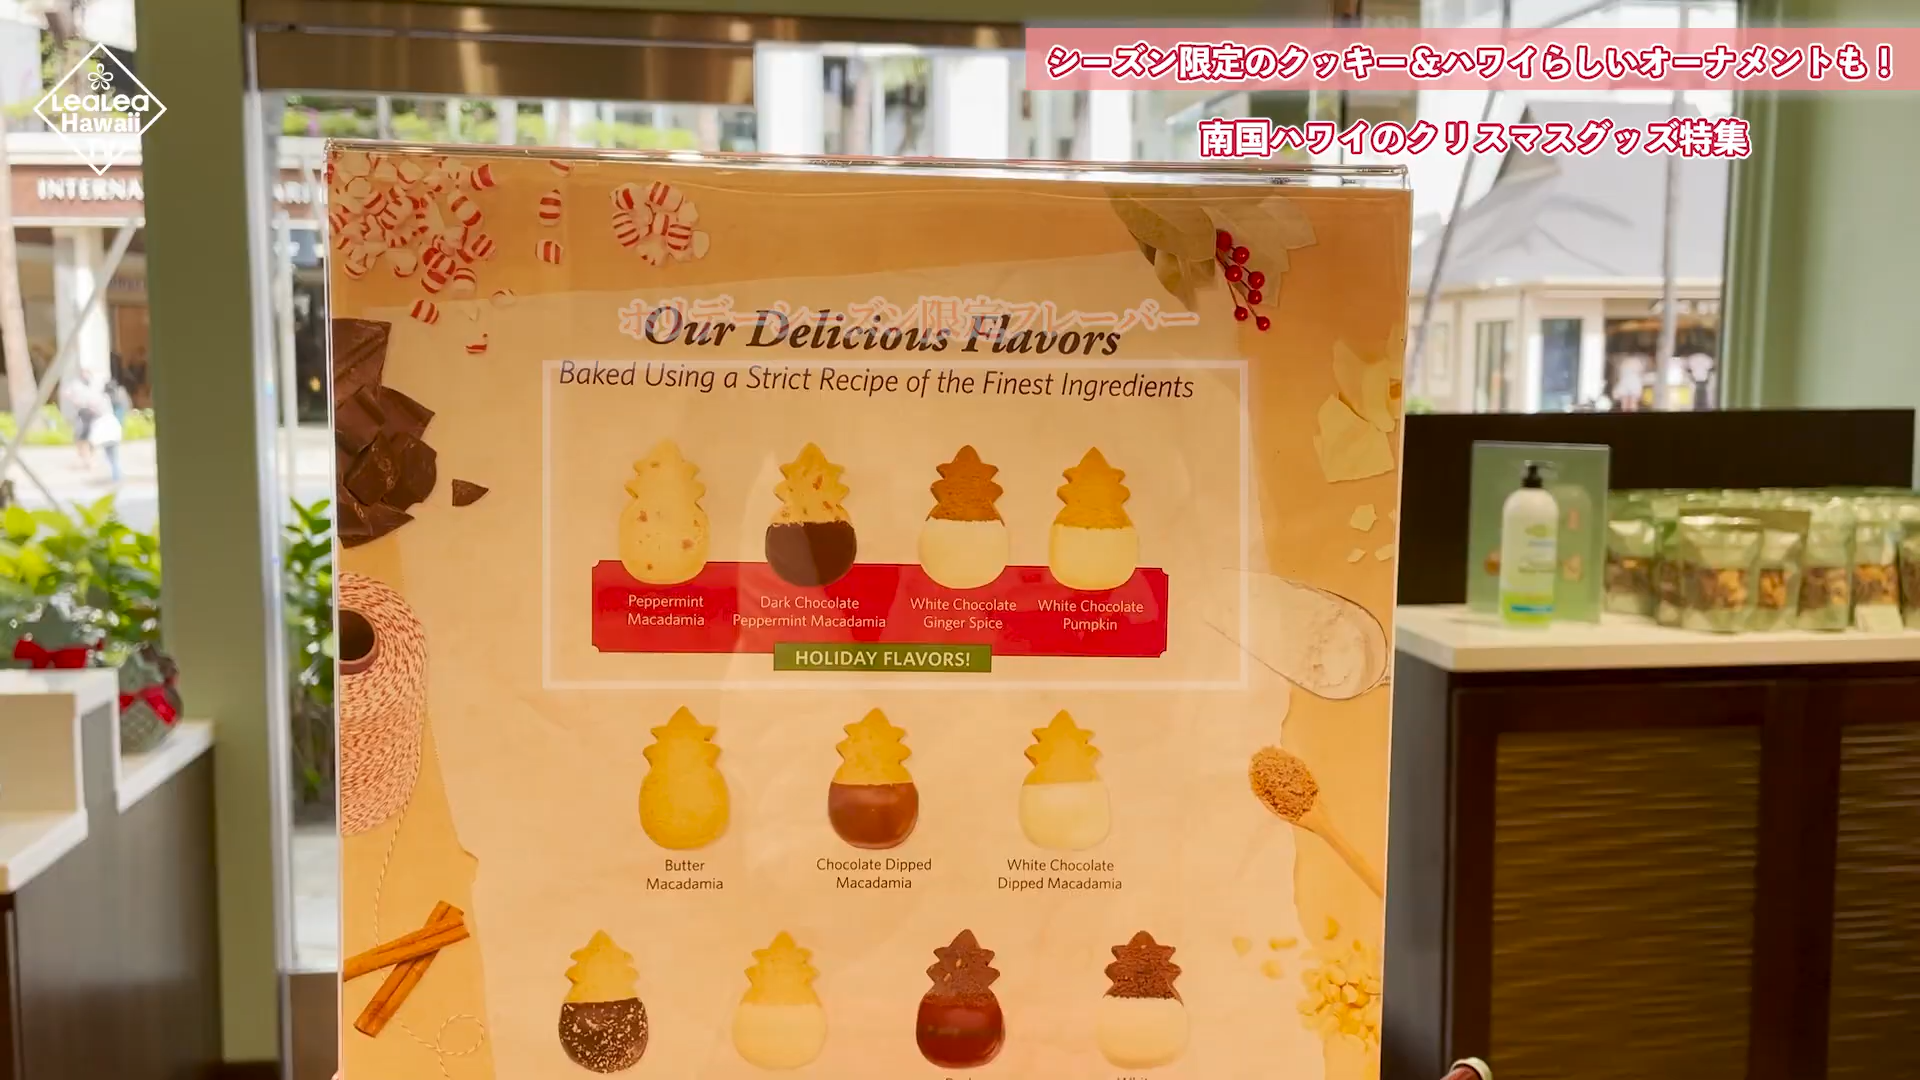 LeaLea
Hawaii
TV
シーズン限定のクッキー&ハワイらしいオーナメントも！
南国ハワイのクリスマスグッズ特集
INTERNA
ホリデーシーズン限定フレーバー
Our Delicious Flavors
Baked Using a Strict Recipe of the Finest Ingredients
Peppermint
Macadamia
Dark Chocolate
Peppermint Macadamia
White Chocolate
Ginger Spice
White Chocolate
Pumpkin
HOLIDAY FLAVORS!
Butter
Macadamia
Chocolate Dipped
Macadamia
White Chocolate
Dipped Macadamia